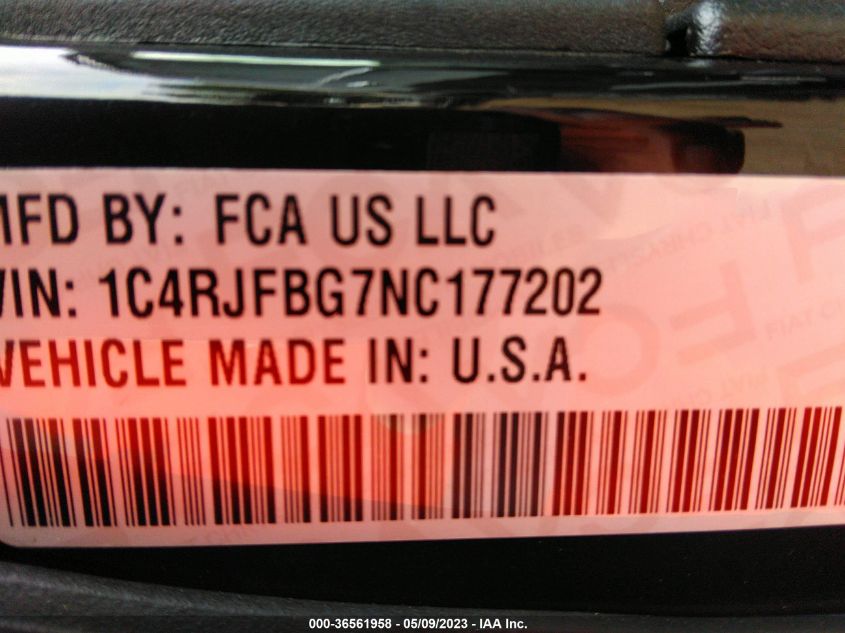 MFD BY: FCA US LLC
VIN: 1C4RJFBG7NC177202
VEHICLE MADE IN: U.S.A.
000-36561958 - 05/09/2023 - IAA Inc.